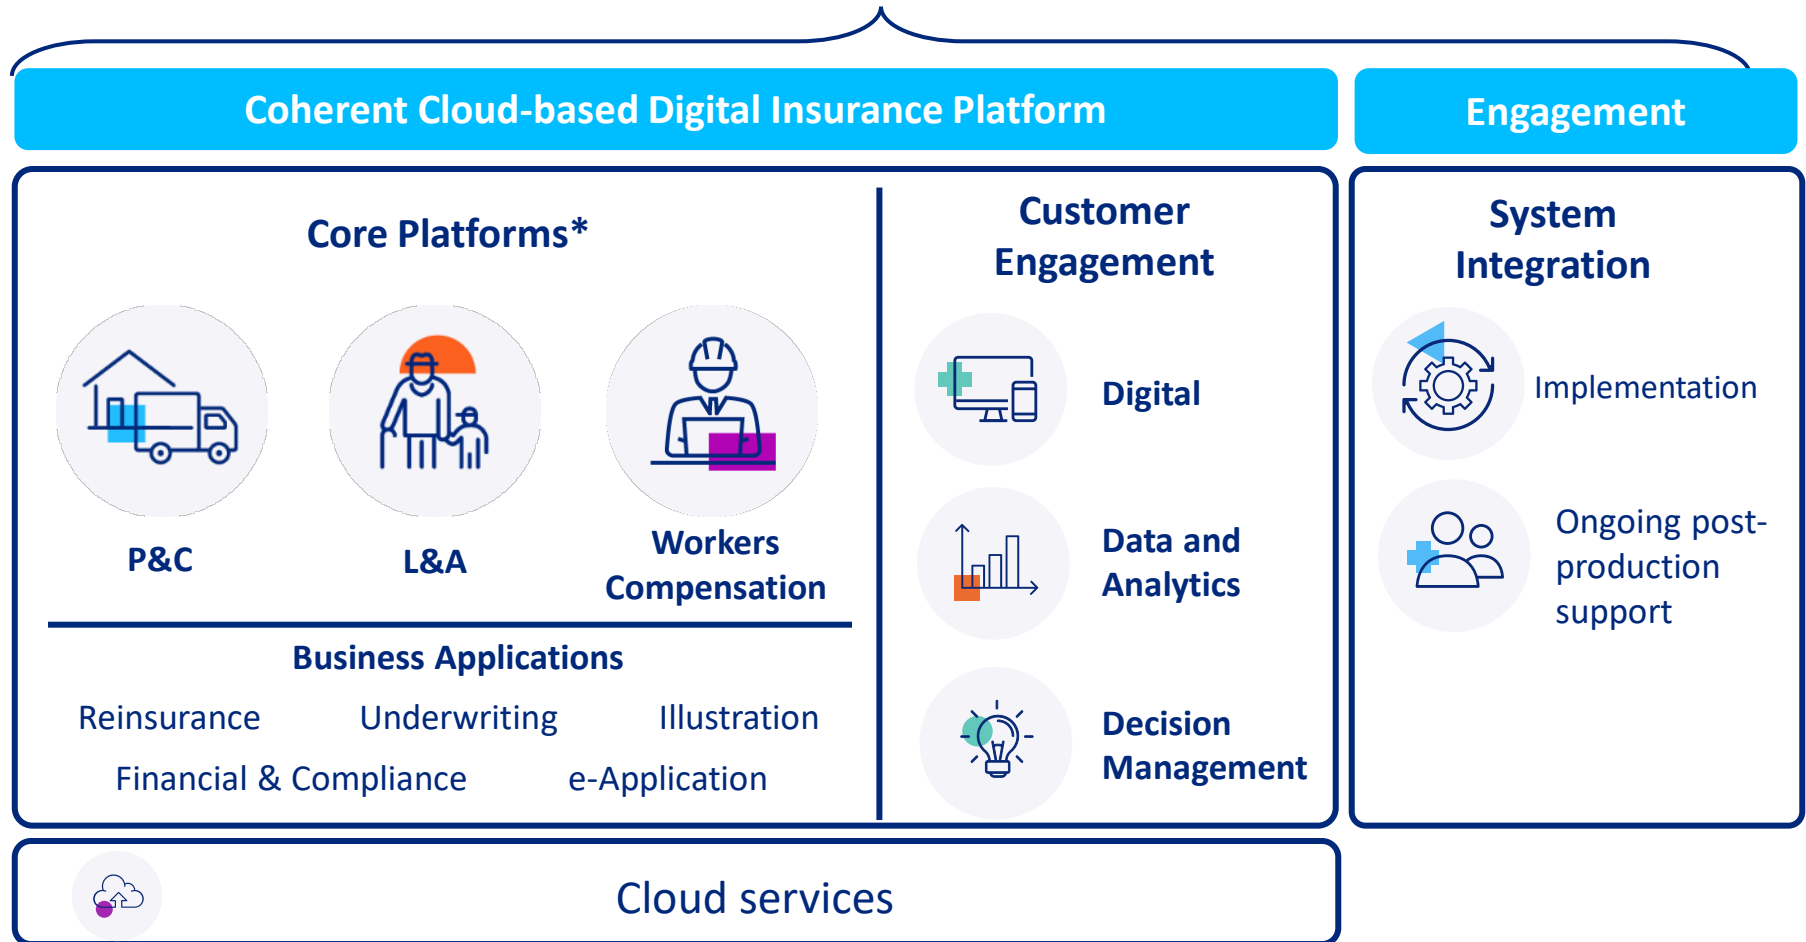 Coherent Cloud-based Digital Insurance Platform
Engagement
Core Platforms*
P&C
L&A
Workers
Compensation
Business Applications
Reinsurance
Underwriting
Illustration
Financial & Compliance
e-Application
Customer
Engagement
Digital
Data and
Analytics
Decision
Management
System
Integration
Implementation
Ongoing post-
production
support
Cloud services